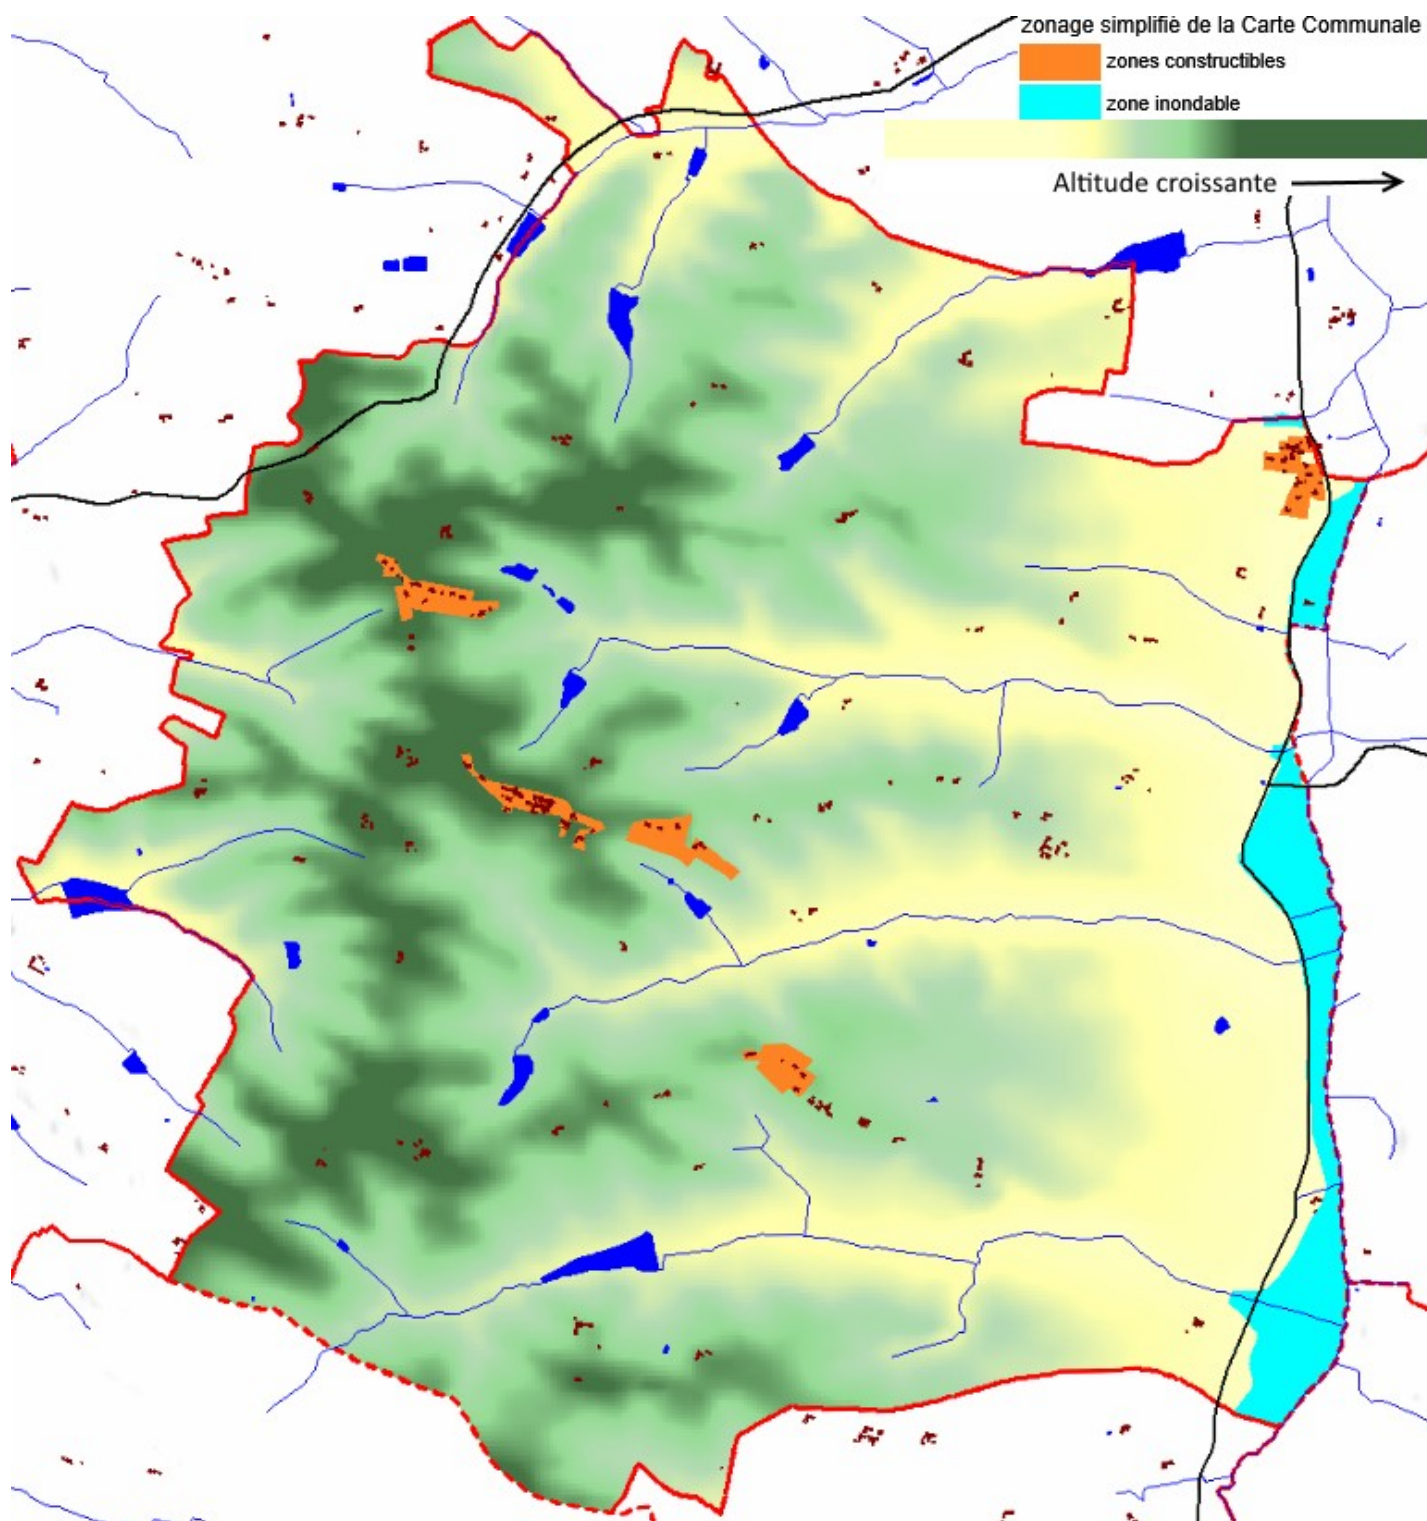 zonage simplifié de la Carte Communale
zones constructibles
zone inondable
Altitude croissante